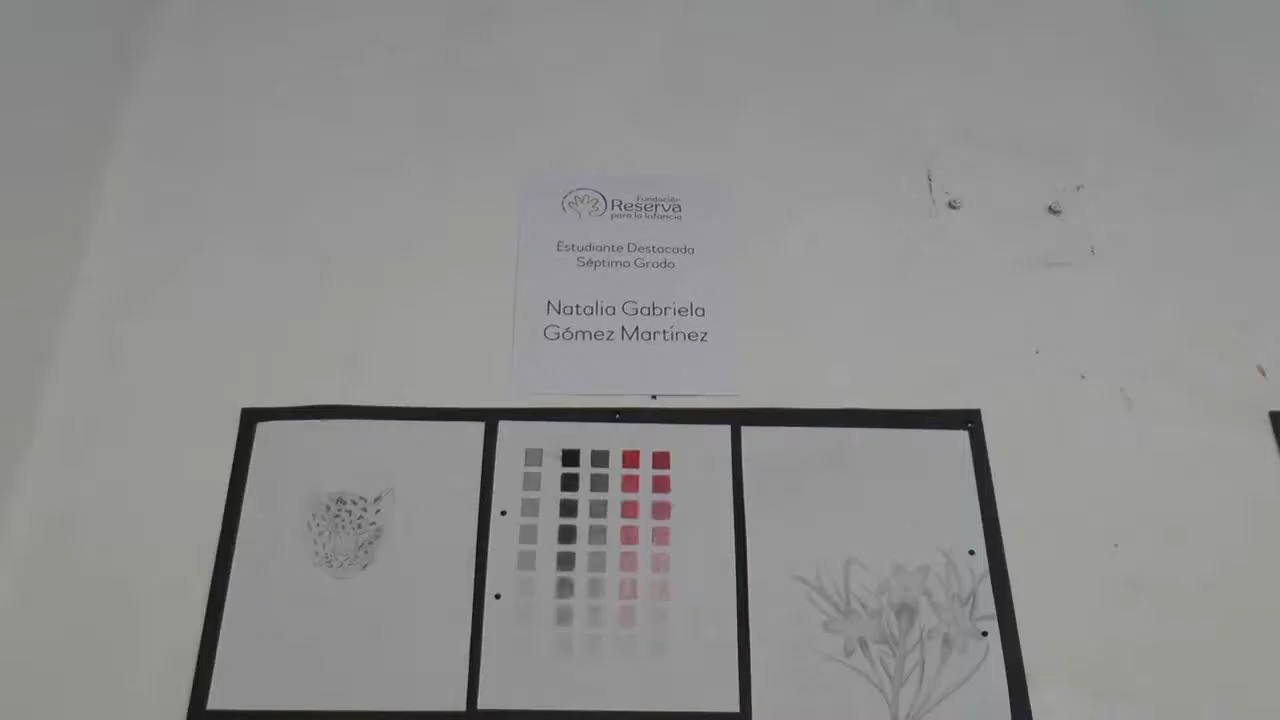 Fundación
Reserva
para la Infancia
Estudiante Destacada
Séptimo Grado
Natalia Gabriela
Gómez Martínez